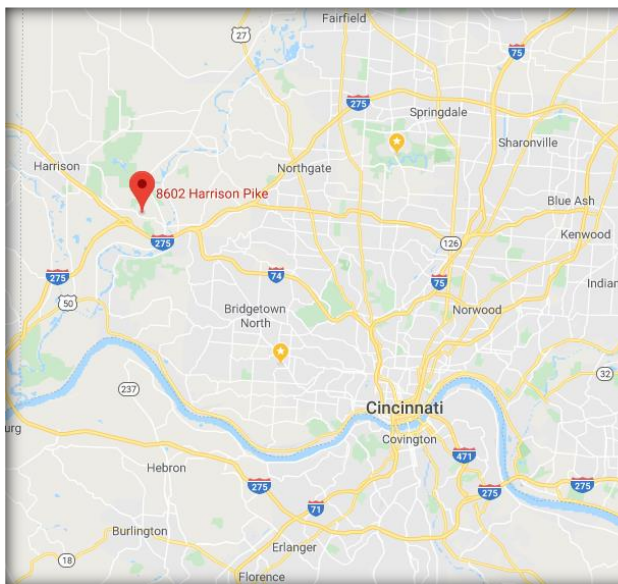 Fairfield
27
75
275
Springdale
Sharonville
Harrison
Northgate
8602 Harrison Pike
Blue Ash
126
Kenwood
275
74
275
75
Indian
50
Bridgetown
North
Norwood
237
32
Cincinnati
urg
Covington
471
Hebron
275
275
275
71
Burlington
Erlanger
18
Florence